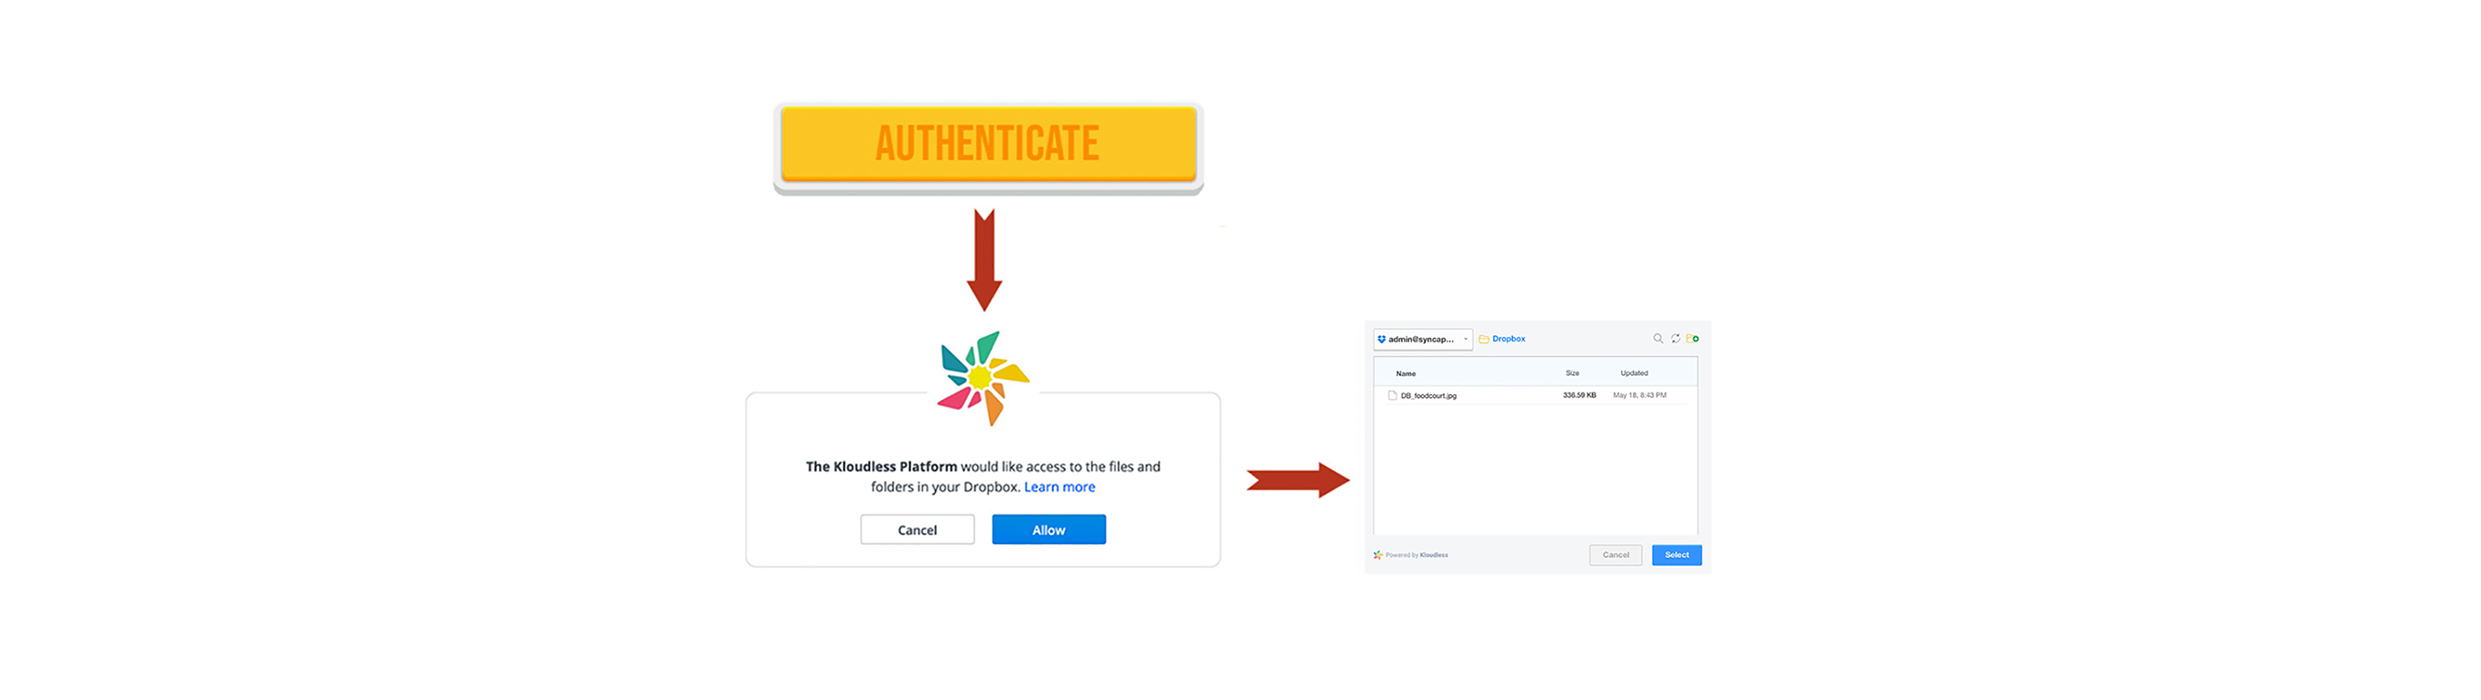 AUTHENTICATE
The Kloudless Platform would like access to the files and
folders in your Dropbox. Learn more
Cancel Allow
admin@syncap... Dropbox
Name Size Updated
DB_foodcourt.jpg 336.59 KB May 18, 8:43 PM
Powered by Kloudless Cancel Select